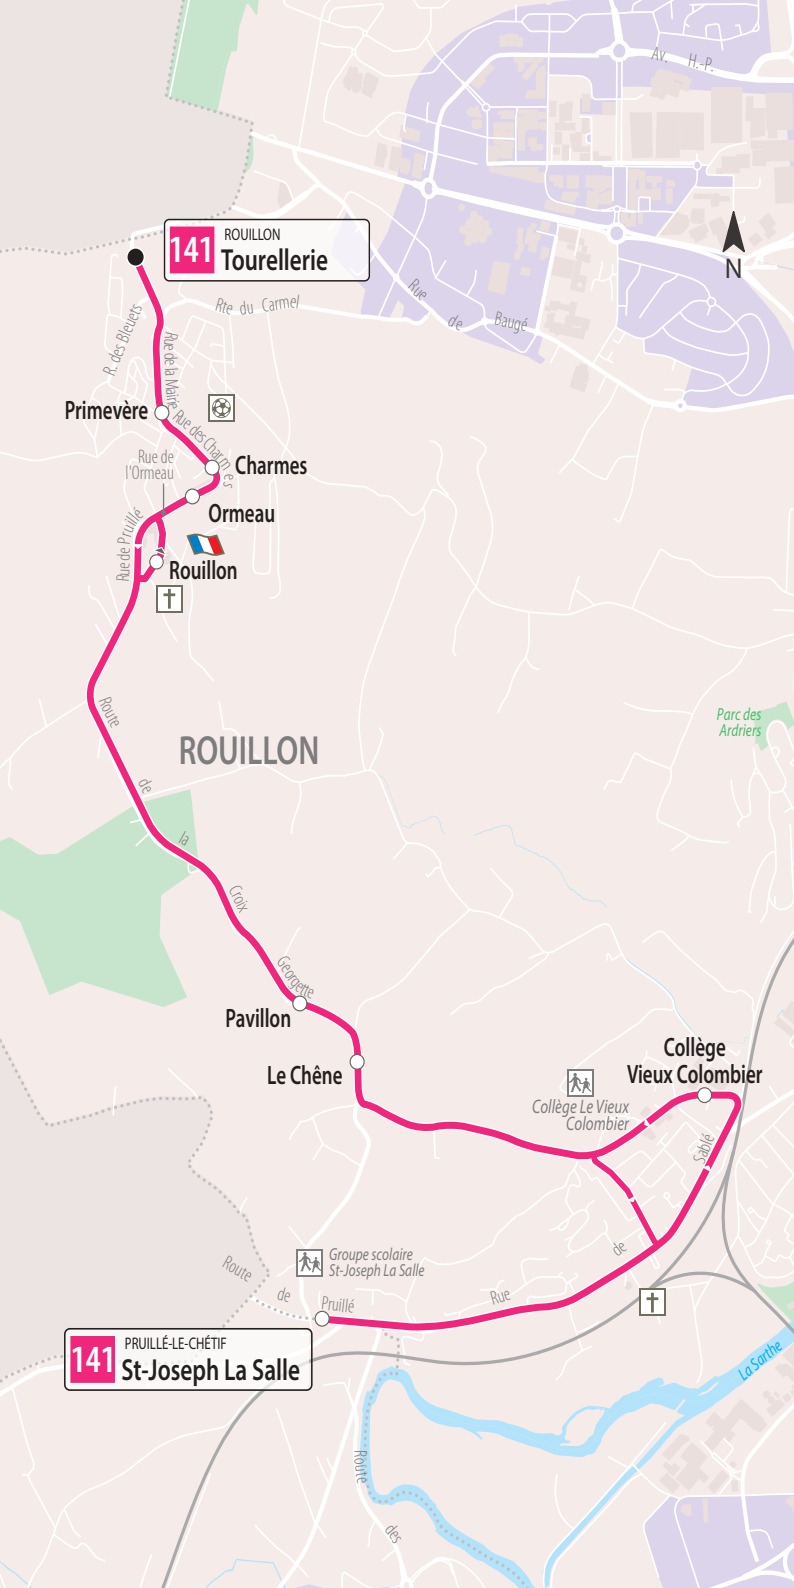 Av. H.-P.
141
ROUILLON
Tourellerie
N
Rte du Carmel
Rue de Baugé
R. des Bleuets
Rue de la Mairie
Primevère
Rue des Charmes
Charmes
Rue de
l'Ormeau
Ormeau
Rue de Pruillé
Rouillon
Route de la Croix Georgette
ROUILLON
Parc des
Ardriers
Pavillon
Le Chêne
Collège
Vieux Colombier
Collège Le Vieux
Colombier
Rue de Sablé
Groupe scolaire
St-Joseph La Salle
Route de Pruillé
141
PRUILLÉ-LE-CHÉTIF
St-Joseph La Salle
La Sarthe
Route des